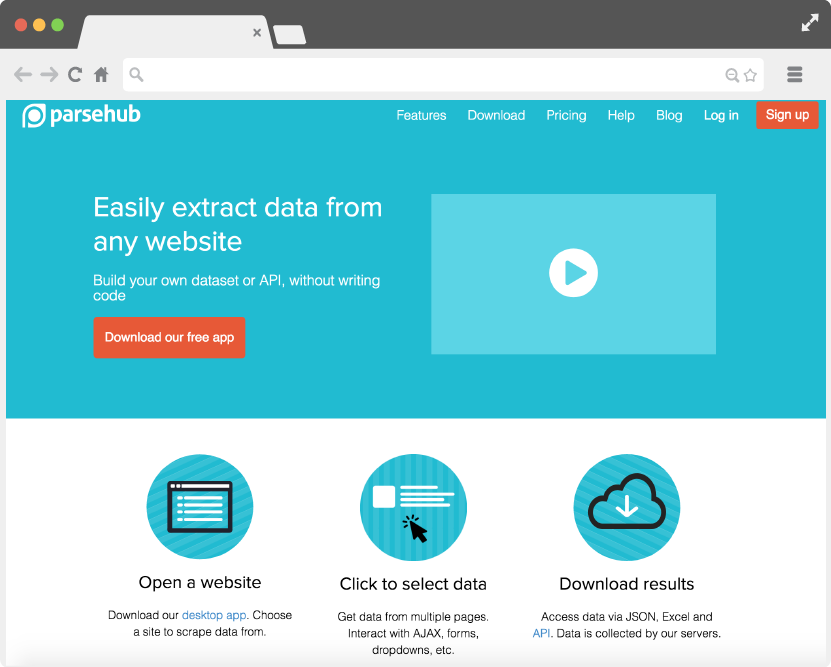 parsehub
Features Download Pricing Help Blog Log in Sign up
Easily extract data from
any website
Build your own dataset or API, without writing
code
Download our free app
Open a website
Download our desktop app. Choose
a site to scrape data from.
Click to select data
Get data from multiple pages.
Interact with AJAX, forms,
dropdowns, etc.
Download results
Access data via JSON, Excel and
API. Data is collected by our servers.